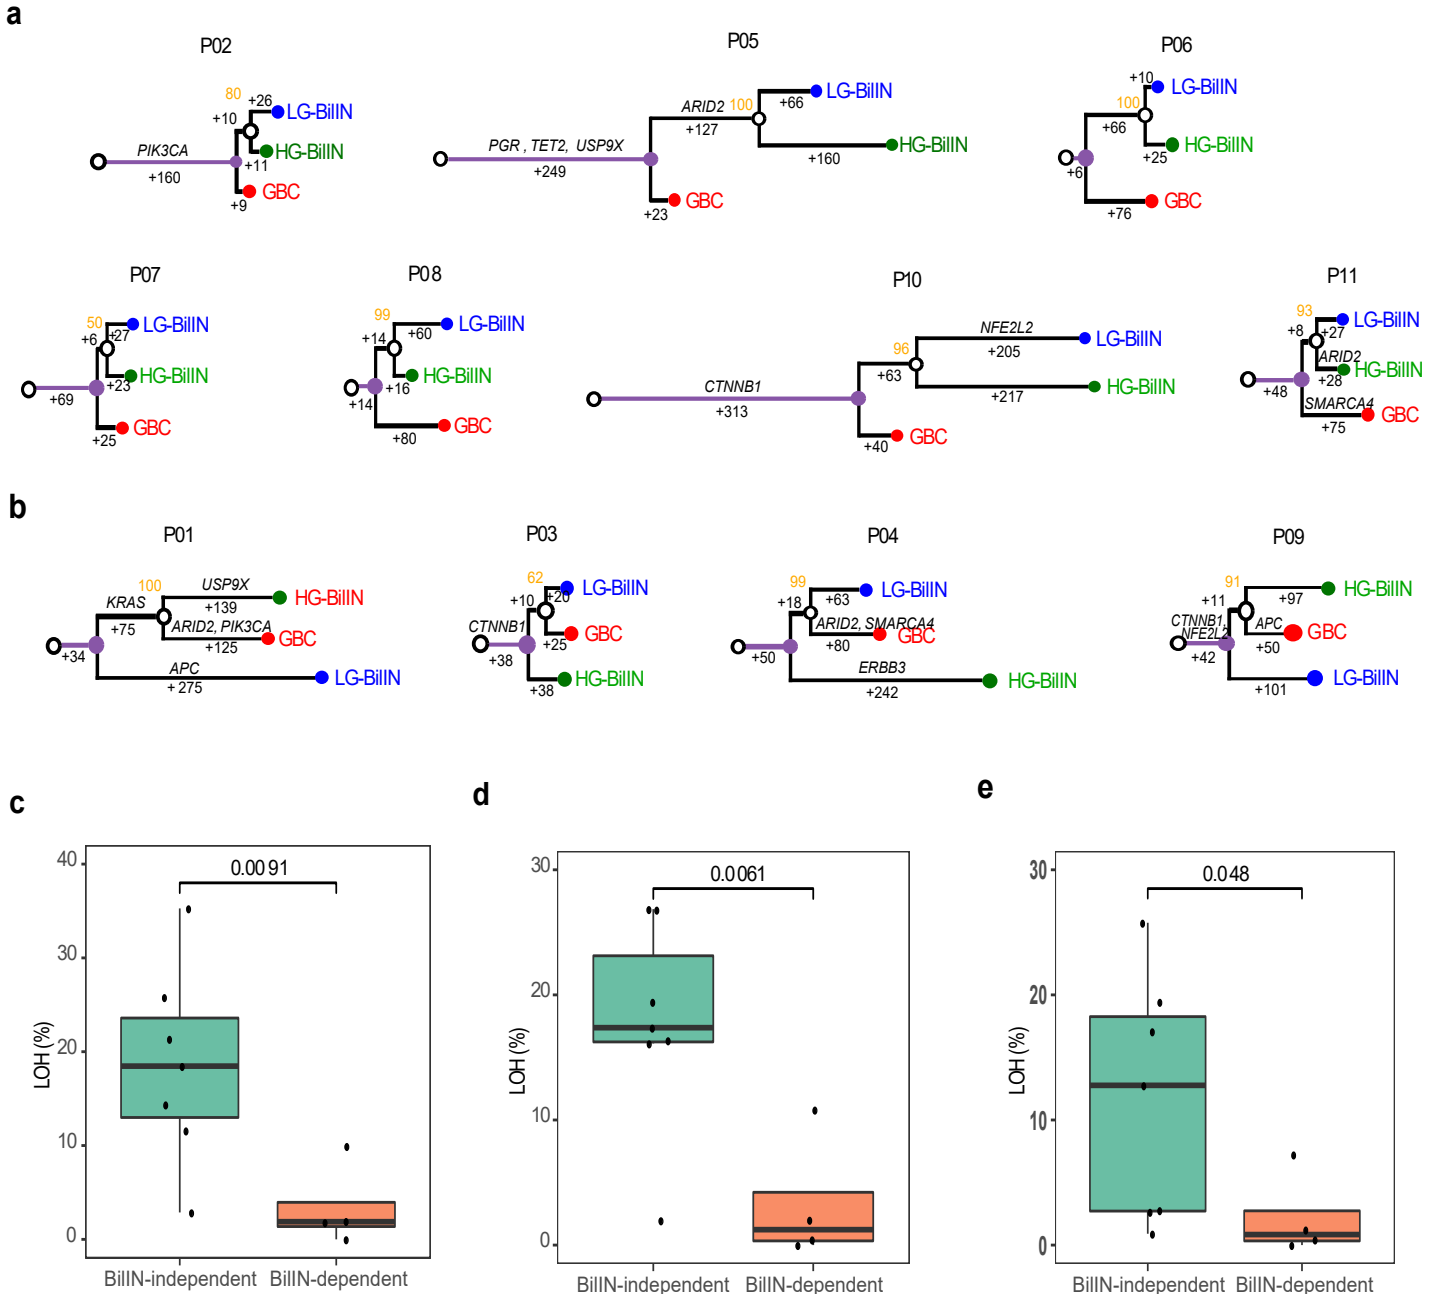 a
P02
80
+26
LG-BilIN
+10
PIK3CA
HG-BilIN
+160
+11
GBC
+9
P05
100
ARID2
+66
LG-BilIN
+127
PGR , TET2, USP9X
HG-BilIN
+249
+160
GBC
+23
P06
+10
LG-BilIN
100
+66
HG-BilIN
+6
+25
GBC
+76
P07
50
LG-BilIN
+6
+27
HG-BilIN
+69
+23
GBC
+25
P08
99
LG-BilIN
+14
+60
HG-BilIN
+14
+16
GBC
+80
P10
NFE2L2
LG-BilIN
96
+205
+63
CTNNB1
HG-BilIN
+313
+217
GBC
+40
P11
93
LG-BilIN
+8
+27
ARID2
HG-BilIN
+48
+28
SMARCA4
GBC
+75
b
P01
100
USP9X
HG-BilIN
KRAS
+139
+75
ARID2, PIK3CA
GBC
+34
+125
APC
LG-BilIN
+275
P03
62
LG-BilIN
+10
+20
CTNNB1
GBC
+38
+25
HG-BilIN
+38
P04
99
LG-BilIN
+18
+63
ARID2, SMARCA4
GBC
+50
+80
ERBB3
HG-BilIN
+242
P09
91
HG-BilIN
+11
+97
CTNNB1,
NFE2L2
APC
GBC
+42
+50
LG-BilIN
+101
c
0.0091
40
30
20
10
0
LOH (%)
BilIN-independent
BilIN-dependent
d
0.0061
30
20
10
0
LOH (%)
BilIN-independent
BilIN-dependent
e
0.048
30
20
10
0
LOH (%)
BilIN-independent
BilIN-dependent